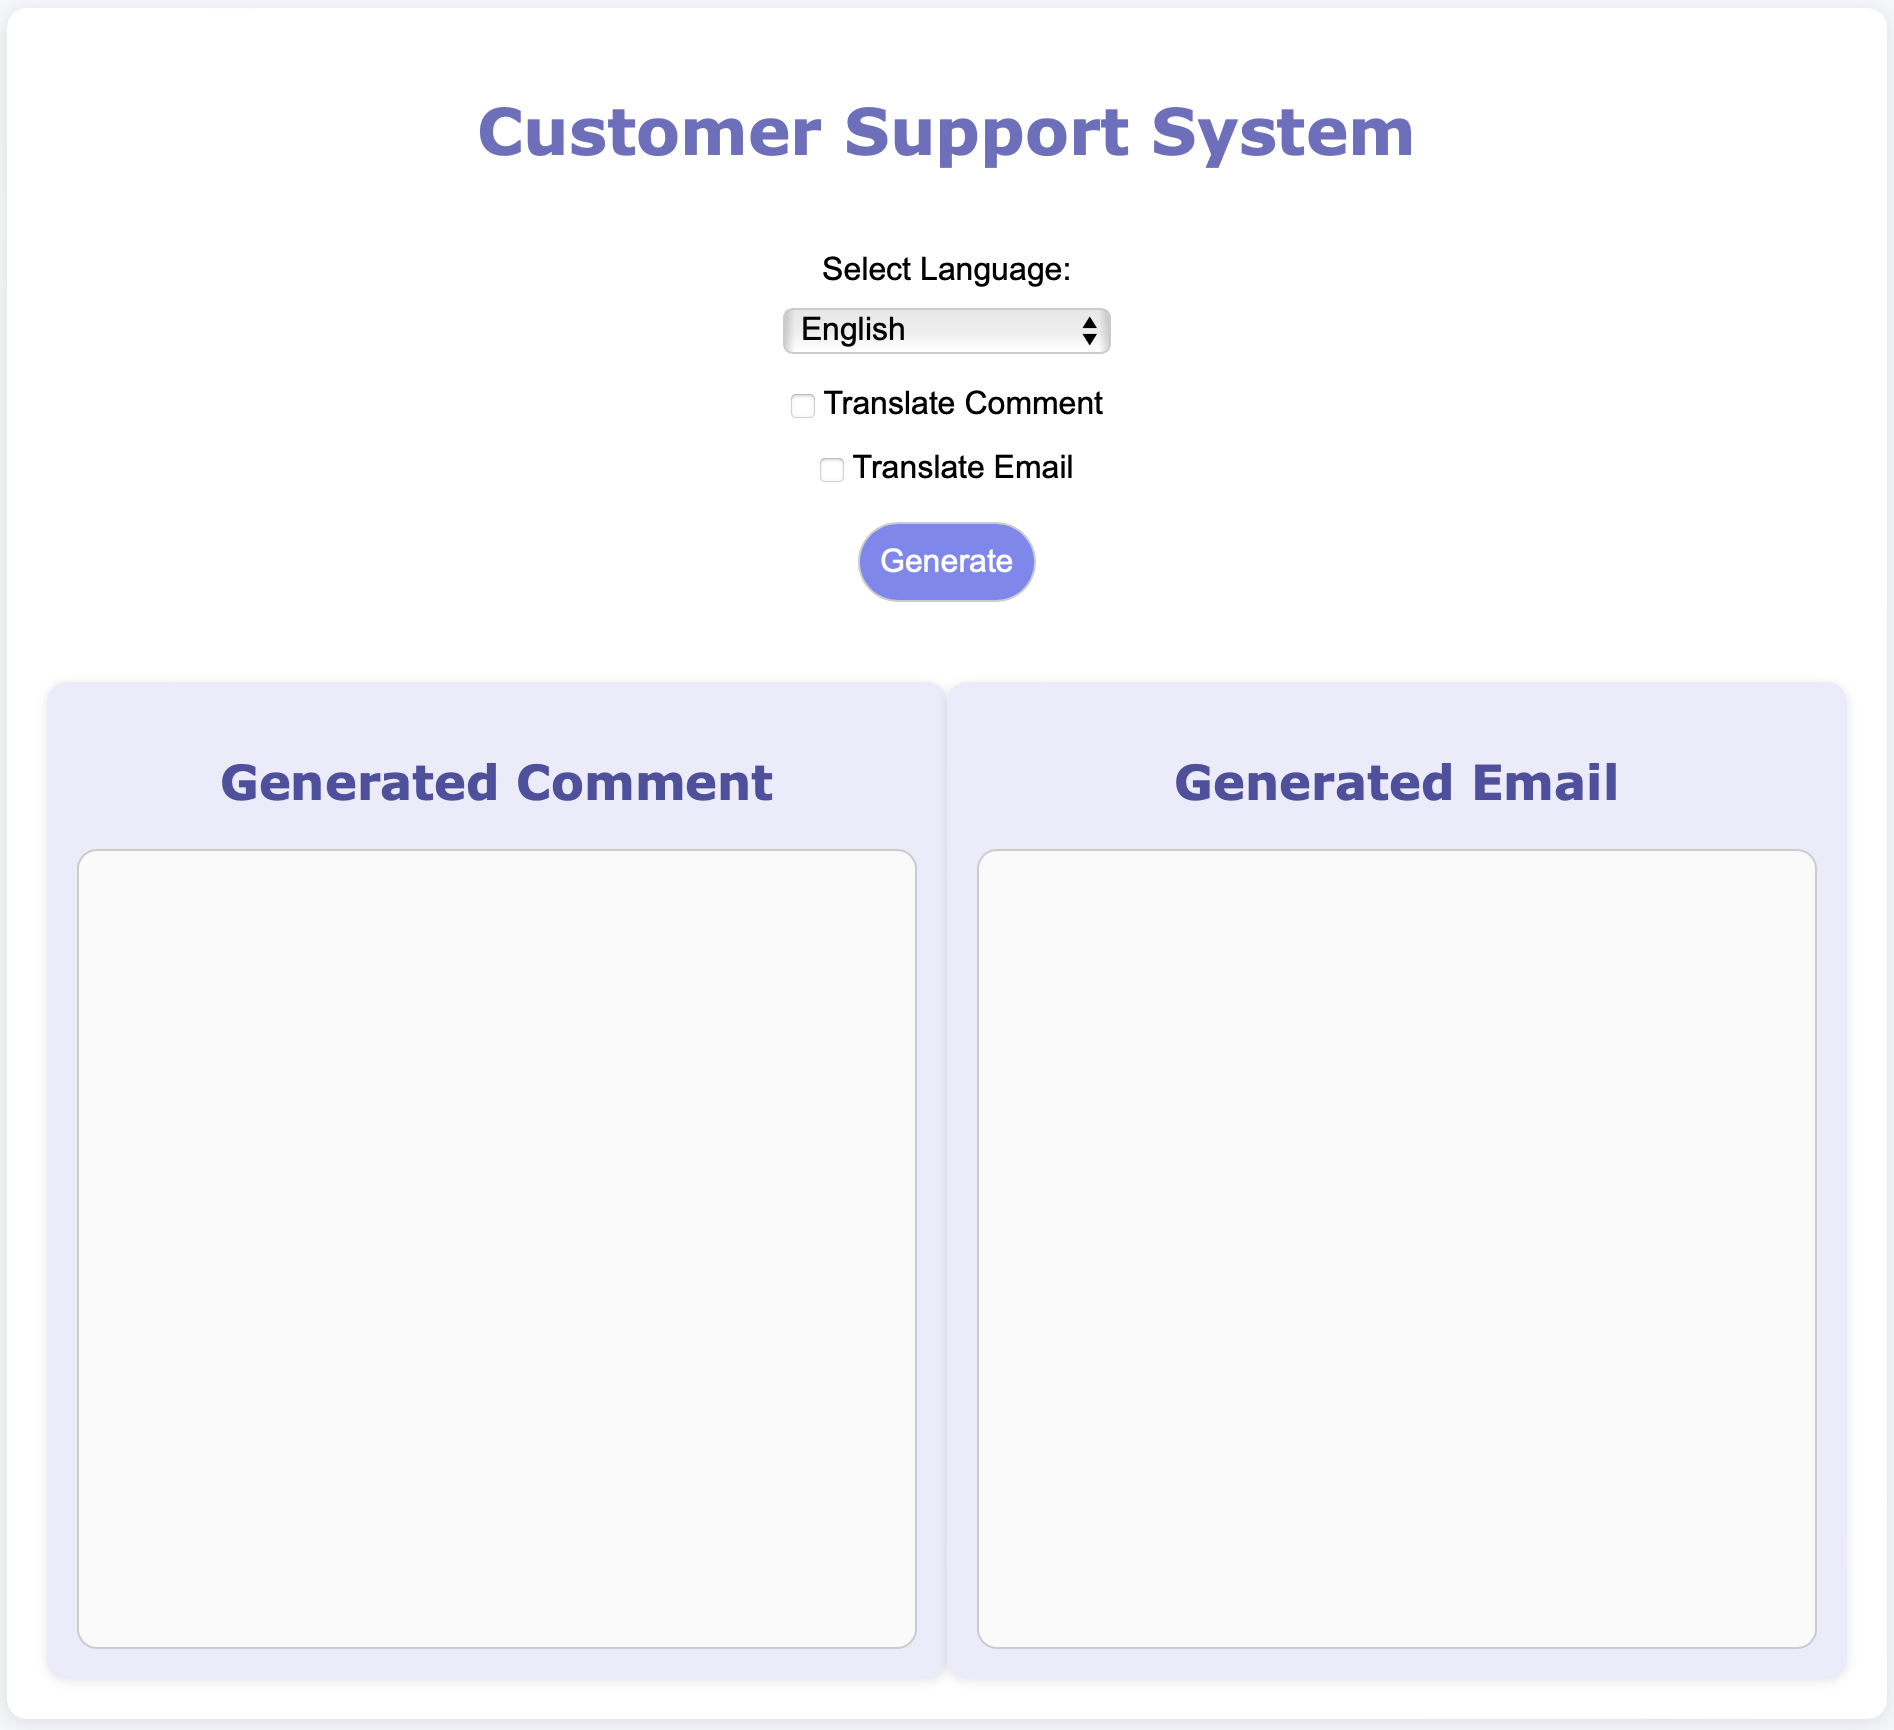 Customer Support System
Select Language:
English
Translate Comment
Translate Email
Generate
Generated Comment
Generated Email